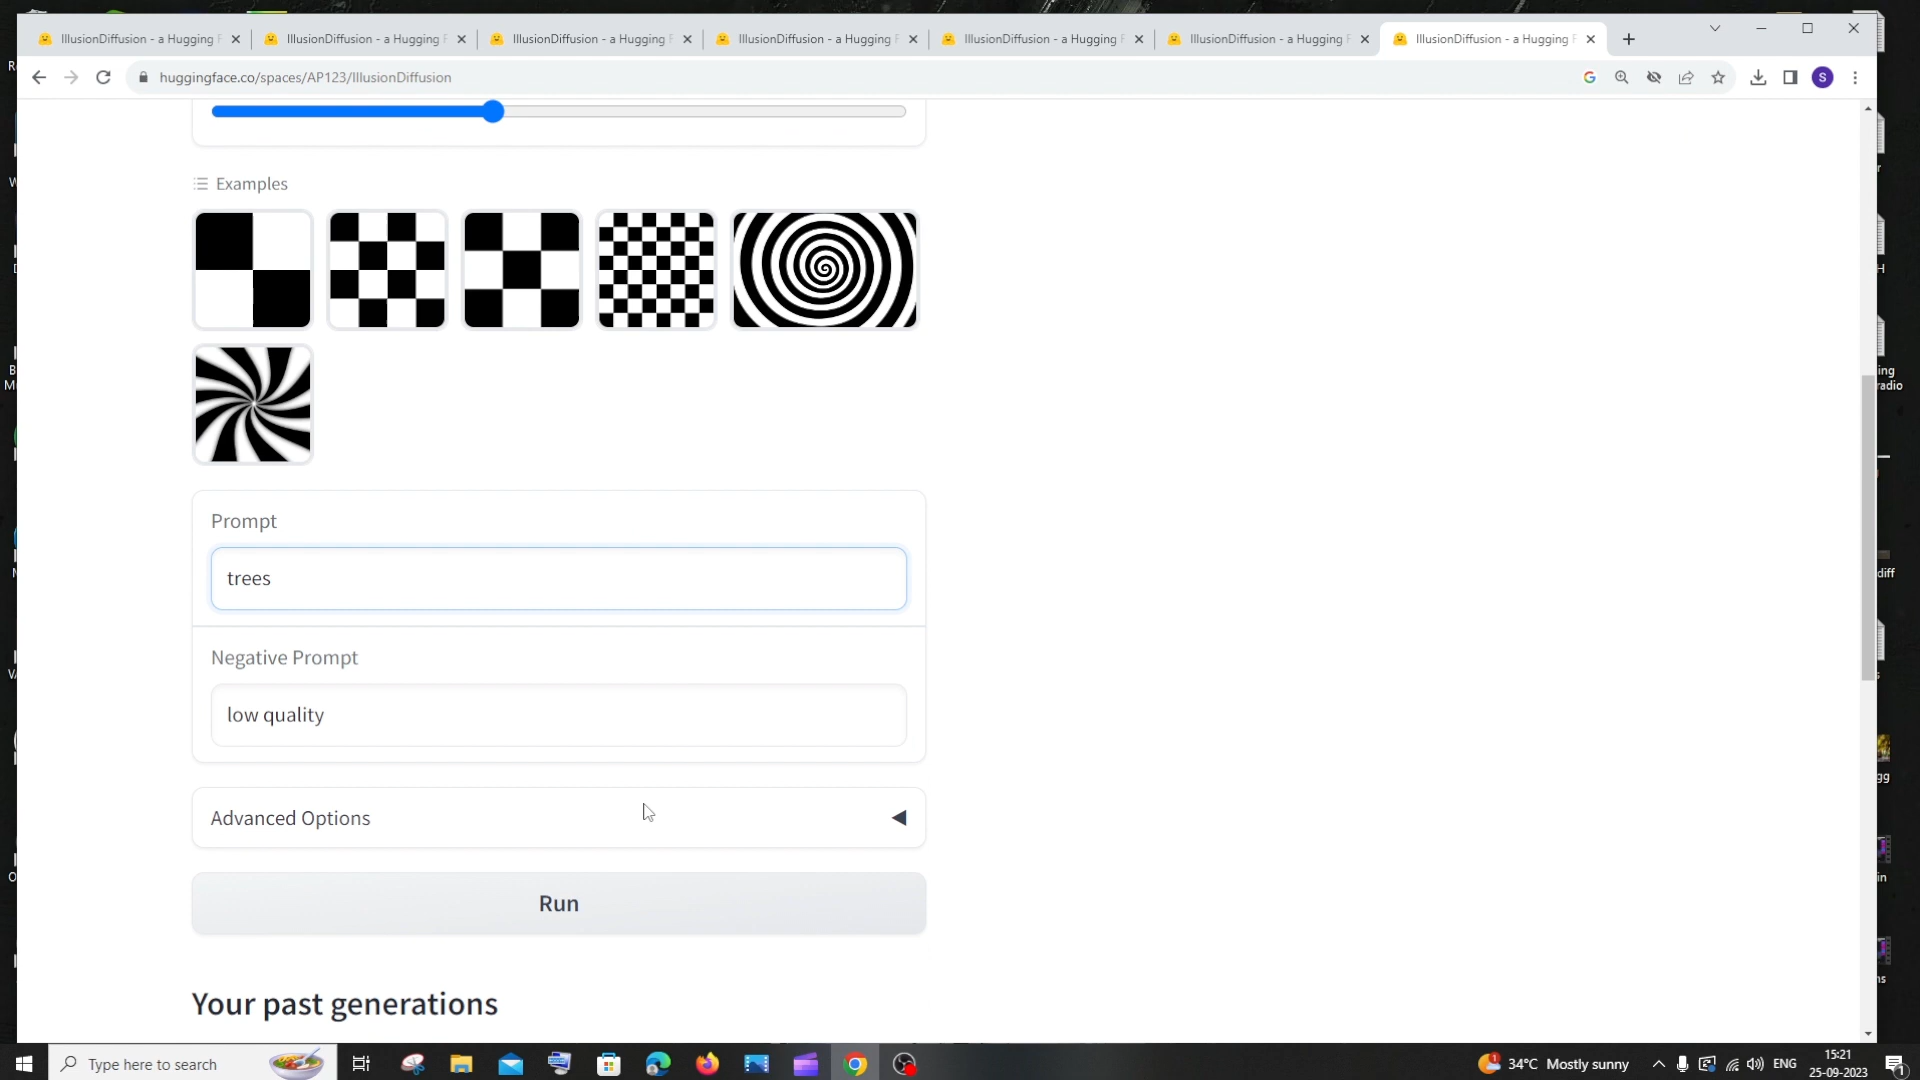 IllusionDiffusion - a Hugging F
IllusionDiffusion - a Hugging F
IllusionDiffusion - a Hugging F
IllusionDiffusion - a Hugging F
IllusionDiffusion - a Hugging F
IllusionDiffusion - a Hugging F
IllusionDiffusion - a Hugging F
huggingface.co/spaces/AP123/IllusionDiffusion
S
Examples
Prompt
trees
Negative Prompt
low quality
Advanced Options
Run
Your past generations
Type here to search
34°C Mostly sunny
ENG
15:21
25-09-2023